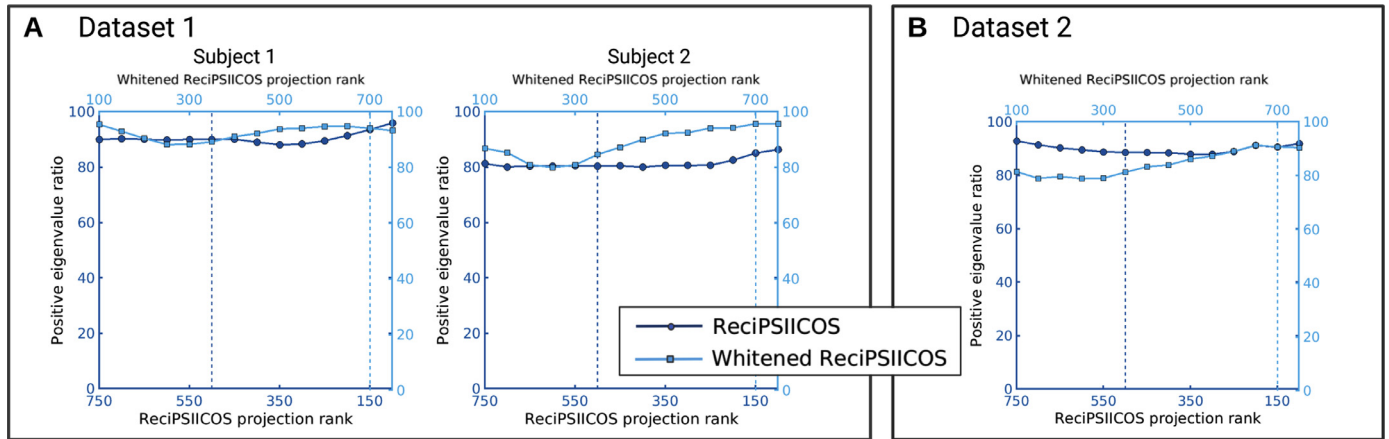 A Dataset 1
Subject 1
Whitened ReciPSIICOS projection rank
100 300 500 700
100 100
80 80
60 60
40 40
20 20
0 0
750 550 350 150
Positive eigenvalue ratio
ReciPSIICOS projection rank
Subject 2
Whitened ReciPSIICOS projection rank
100 300 500 700
100 100
80 80
60 60
40 40
20
0 0
750 550 350 150
Positive eigenvalue ratio
ReciPSIICOS projection rank
ReciPSIICOS
Whitened ReciPSIICOS
B Dataset 2
Whitened ReciPSIICOS projection rank
100 300 500 700
100 100
80 80
60 60
40 40
20 20
0 0
750 550 350 150
Positive eigenvalue ratio
ReciPSIICOS projection rank